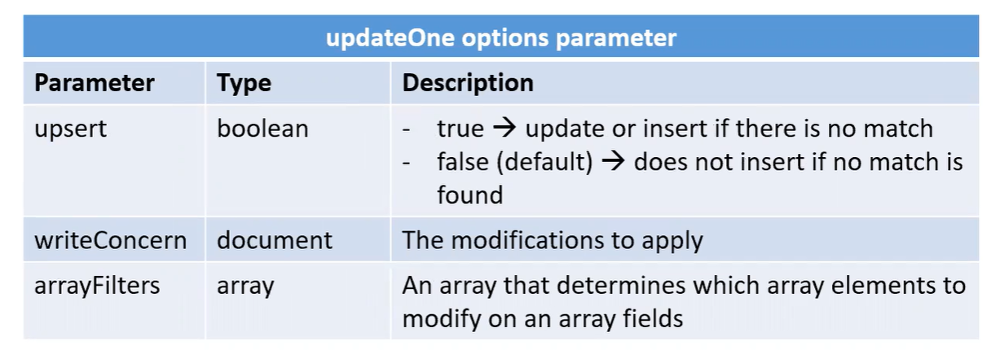 updateOne options parameter
Parameter Type Description
upsert boolean - true → update or insert if there is no match
- false (default) → does not insert if no match is
found
writeConcern document The modifications to apply
arrayFilters array An array that determines which array elements to
modify on an array fields